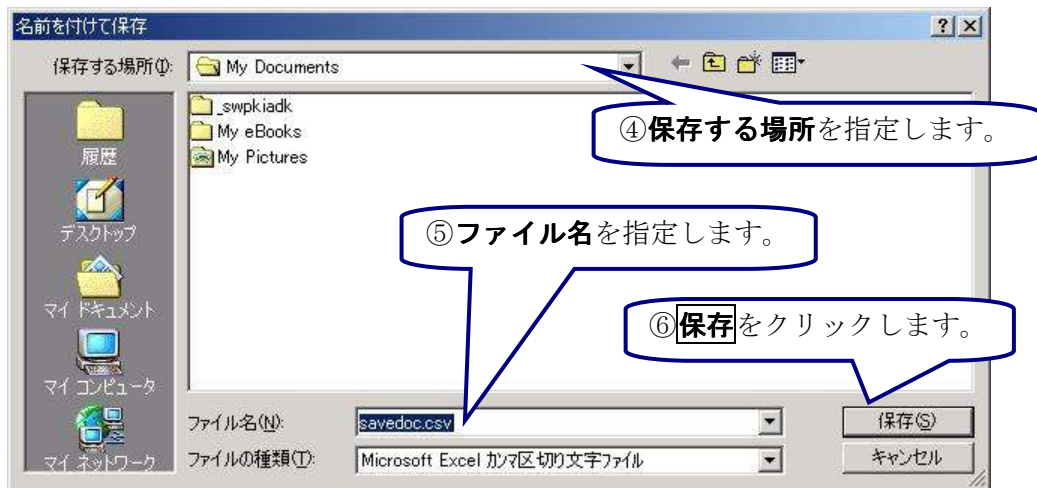 名前を付けて保存
保存する場所(I):
My Documents
_swpkiadk
My eBooks
My Pictures
④保存する場所を指定します。
履歴
デスクトップ
マイ ドキュメント
マイ コンピュータ
マイ ネットワーク
⑤ファイル名を指定します。
⑥保存をクリックします。
ファイル名(N):
savedoc.csv
保存(S)
ファイルの種類(T):
Microsoft Excel カンマ区切り文字ファイル
キャンセル